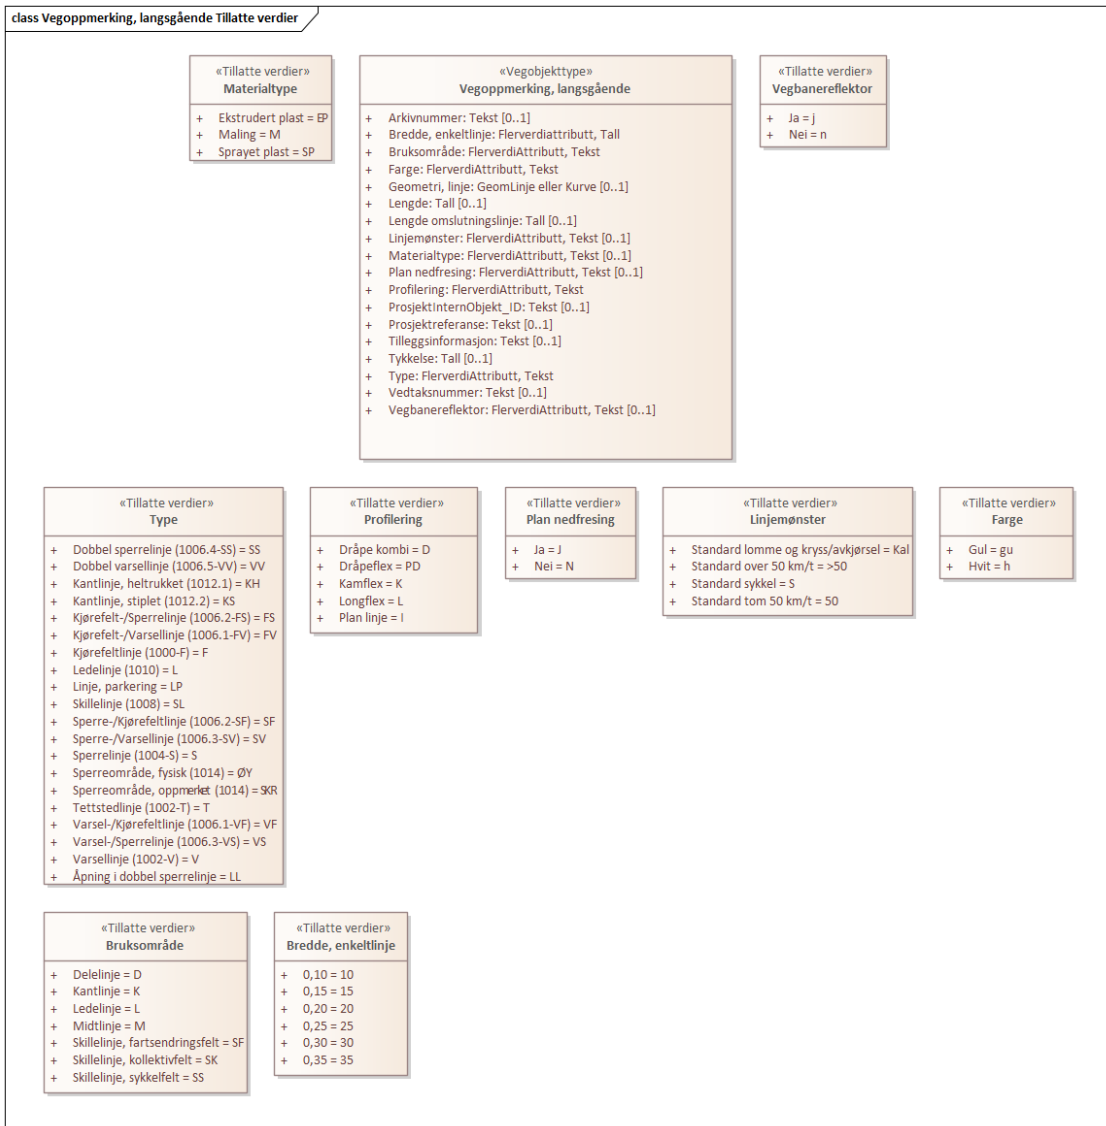 class Vegoppmerking, langsgående Tillatte verdier
«Tillatte verdier»
Materialtype
+ Ekstrudert plast = EP
+ Maling = M
+ Sprayet plast = SP
«Vegobjekttype»
Vegoppmerking, langsgående
+ Arkivnummer: Tekst [0..1]
+ Bredde, enkeltlinje: Flerverdiattributt, Tall
+ Bruksområde: FlerverdiAttributt, Tekst
+ Farge: FlerverdiAttributt, Tekst
+ Geometri, linje: GeomLinje eller Kurve [0..1]
+ Lengde: Tall [0..1]
+ Lengde omslutningslinje: Tall [0..1]
+ Linjemønster: FlerverdiAttributt, Tekst [0..1]
+ Materialtype: FlerverdiAttributt, Tekst [0..1]
+ Plan nedfresing: FlerverdiAttributt, Tekst [0..1]
+ Profilering: FlerverdiAttributt, Tekst
+ ProsjektInternObjekt_ID: Tekst [0..1]
+ Prosjektreferanse: Tekst [0..1]
+ Tilleggsinformasjon: Tekst [0..1]
+ Tykkelse: Tall [0..1]
+ Type: FlerverdiAttributt, Tekst
+ Vedtaksnummer: Tekst [0..1]
+ Vegbanereflektor: FlerverdiAttributt, Tekst [0..1]
«Tillatte verdier»
Vegbanereflektor
+ Ja = j
+ Nei = n
«Tillatte verdier»
Type
+ Dobbel sperrelinje (1006.4-SS) = SS
+ Dobbel varsellinje (1006.5-VV) = VV
+ Kantlinje, heltrukket (1012.1) = KH
+ Kantlinje, stiplet (1012.2) = KS
+ Kjørefelt-/Sperrelinje (1006.2-FS) = FS
+ Kjørefelt-/Varsellinje (1006.1-FV) = FV
+ Kjørefeltlinje (1000-F) = F
+ Ledelinje (1010) = L
+ Linje, parkering = LP
+ Skillelinje (1008) = SL
+ Sperre-/Kjørefeltlinje (1006.2-SF) = SF
+ Sperre-/Varsellinje (1006.3-SV) = SV
+ Sperrelinje (1004-S) = S
+ Sperreområde, fysisk (1014) = ØY
+ Sperreområde, oppmerket (1014) = SKR
+ Tettstedlinje (1002-T) = T
+ Varsel-/Kjørefeltlinje (1006.1-VF) = VF
+ Varsel-/Sperrelinje (1006.3-VS) = VS
+ Varsellinje (1002-V) = V
+ Åpning i dobbel sperrelinje = LL
«Tillatte verdier»
Profilering
+ Dråpe kombi = D
+ Dråpeflex = PD
+ Kamflex = K
+ Longflex = L
+ Plan linje = I
«Tillatte verdier»
Plan nedfresing
+ Ja = J
+ Nei = N
«Tillatte verdier»
Linjemønster
+ Standard lomme og kryss/avkjørsel = Kal
+ Standard over 50 km/t = >50
+ Standard sykkel = S
+ Standard tom 50 km/t = 50
«Tillatte verdier»
Farge
+ Gul = gu
+ Hvit = h
«Tillatte verdier»
Bruksområde
+ Delelinje = D
+ Kantlinje = K
+ Ledelinje = L
+ Midtlinje = M
+ Skillelinje, fartsendringsfelt = SF
+ Skillelinje, kollektivfelt = SK
+ Skillelinje, sykkelfelt = SS
«Tillatte verdier»
Bredde, enkeltlinje
+ 0,10 = 10
+ 0,15 = 15
+ 0,20 = 20
+ 0,25 = 25
+ 0,30 = 30
+ 0,35 = 35